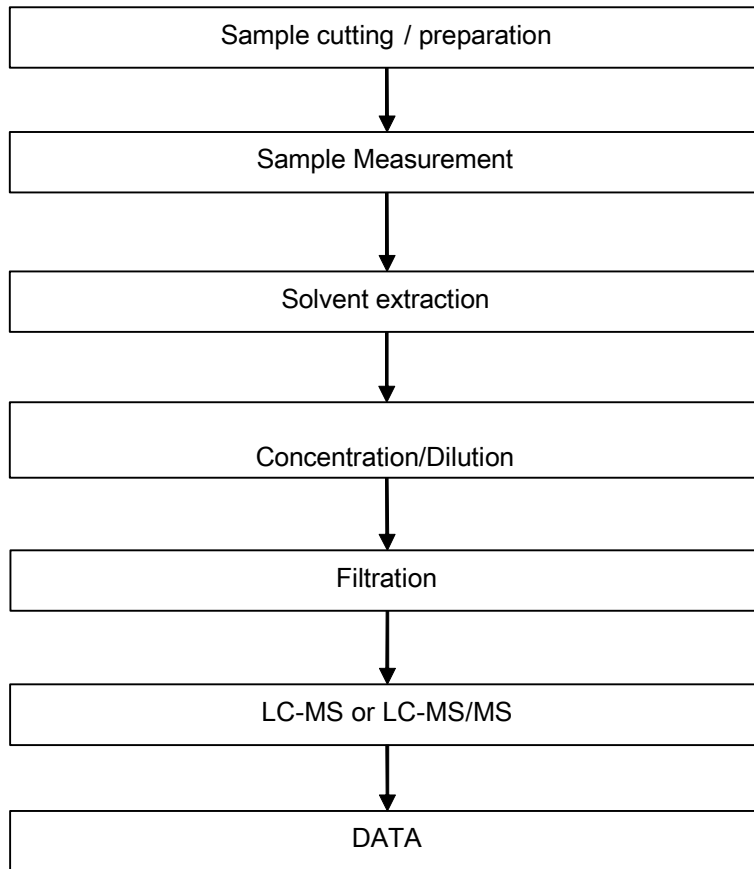 Sample cutting / preparation
Sample Measurement
Solvent extraction
Concentration/Dilution
Filtration
LC-MS or LC-MS/MS
DATA